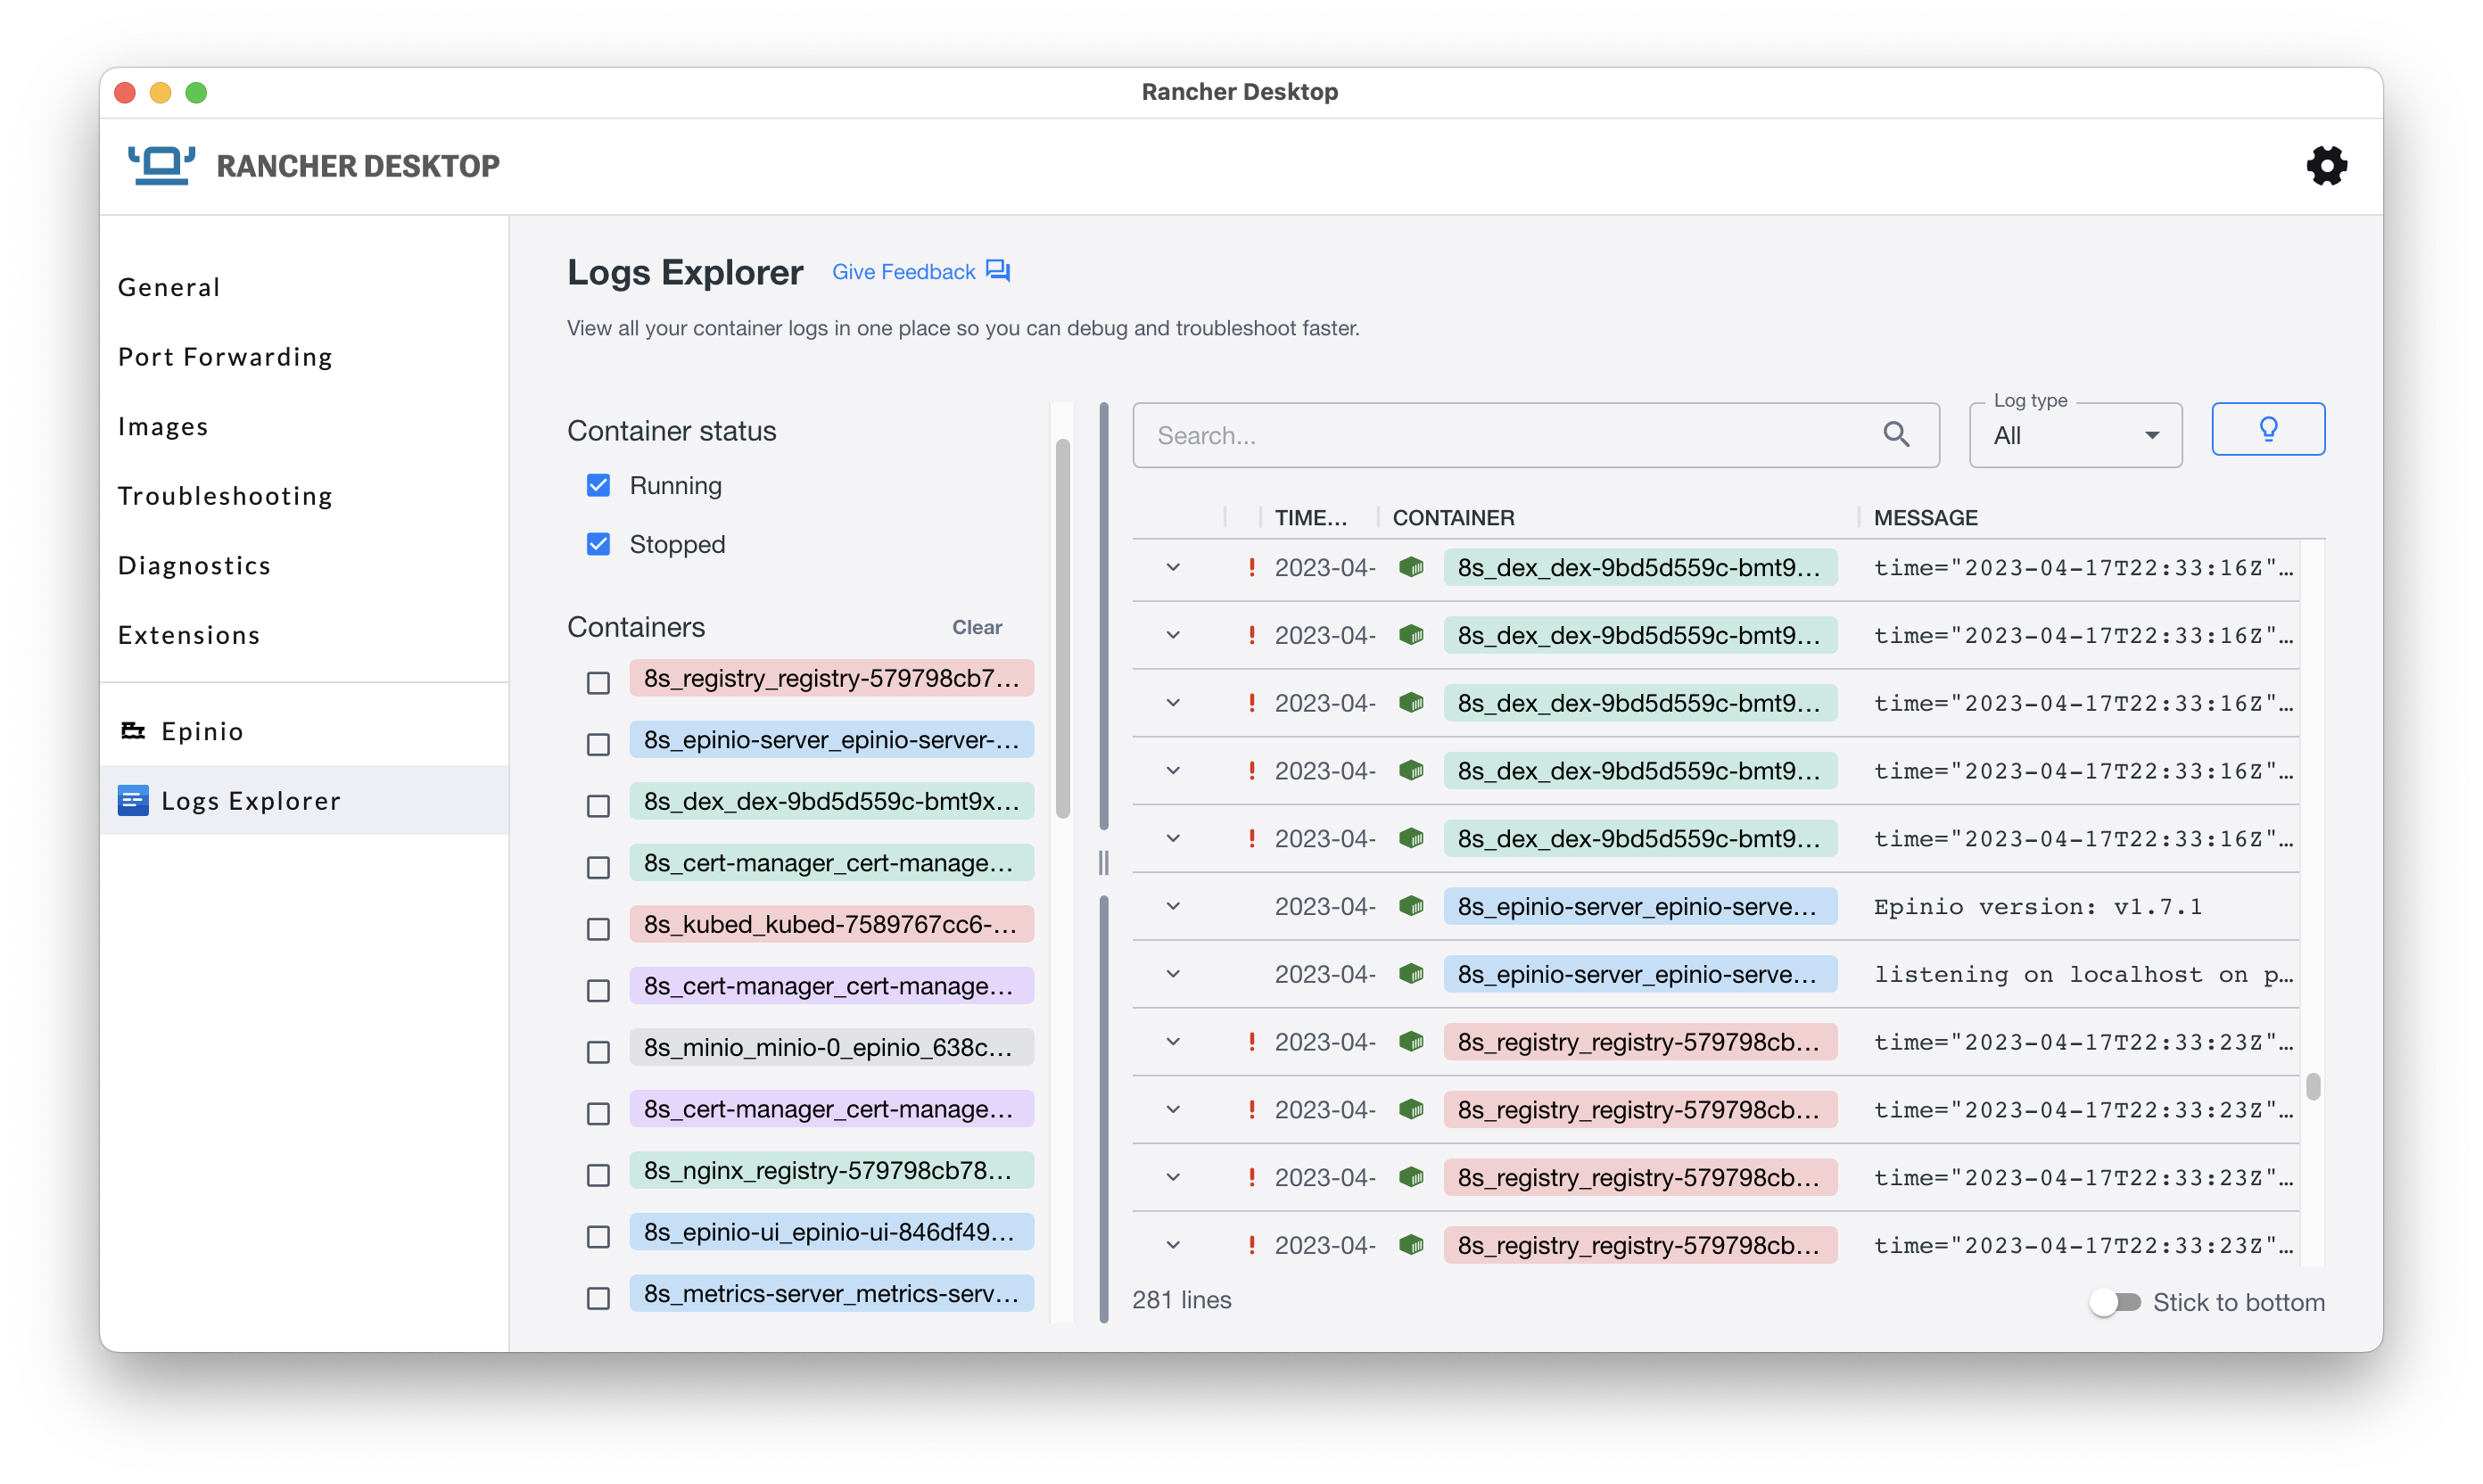 Rancher Desktop
RANCHER DESKTOP
General
Port Forwarding
Images
Troubleshooting
Diagnostics
Extensions
Epinio
Logs Explorer
Logs Explorer Give Feedback
View all your container logs in one place so you can debug and troubleshoot faster.
Container status
Running
Stopped
Containers Clear
8s_registry_registry-579798cb7...
8s_epinio-server_epinio-server-...
8s_dex_dex-9bd5d559c-bmt9x...
8s_cert-manager_cert-manage...
8s_kubed_kubed-7589767cc6-...
8s_cert-manager_cert-manage...
8s_minio_minio-0_epinio_638c...
8s_cert-manager_cert-manage...
8s_nginx_registry-579798cb78...
8s_epinio-ui_epinio-ui-846df49...
8s_metrics-server_metrics-serv...
Search...
Log type
All
TIME... CONTAINER MESSAGE
! 2023-04- 8s_dex_dex-9bd5d559c-bmt9... time="2023-04-17T22:33:16Z"...
! 2023-04- 8s_dex_dex-9bd5d559c-bmt9... time="2023-04-17T22:33:16Z"...
! 2023-04- 8s_dex_dex-9bd5d559c-bmt9... time="2023-04-17T22:33:16Z"...
! 2023-04- 8s_dex_dex-9bd5d559c-bmt9... time="2023-04-17T22:33:16Z"...
! 2023-04- 8s_dex_dex-9bd5d559c-bmt9... time="2023-04-17T22:33:16Z"...
2023-04- 8s_epinio-server_epinio-serve... Epinio version: v1.7.1
2023-04- 8s_epinio-server_epinio-serve... listening on localhost on p...
! 2023-04- 8s_registry_registry-579798cb... time="2023-04-17T22:33:23Z"...
! 2023-04- 8s_registry_registry-579798cb... time="2023-04-17T22:33:23Z"...
! 2023-04- 8s_registry_registry-579798cb... time="2023-04-17T22:33:23Z"...
! 2023-04- 8s_registry_registry-579798cb... time="2023-04-17T22:33:23Z"...
281 lines
Stick to bottom